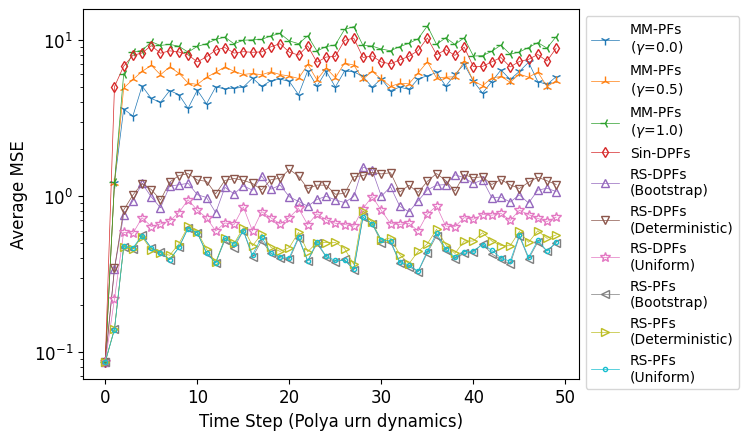 10¹
10⁰
10⁻¹
Average MSE
0
10
20
30
40
50
Time Step (Polya urn dynamics)
MM-PFs
(γ=0.0)
MM-PFs
(γ=0.5)
MM-PFs
(γ=1.0)
Sin-DPFs
RS-DPFs
(Bootstrap)
RS-DPFs
(Deterministic)
RS-DPFs
(Uniform)
RS-PFs
(Bootstrap)
RS-PFs
(Deterministic)
RS-PFs
(Uniform)